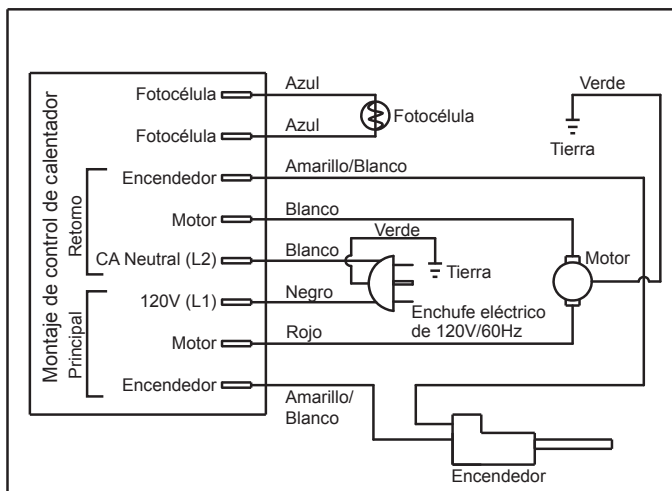 Montaje de control de calentador
Retorno
Principal
Fotocélula
Fotocélula
Encendedor
Motor
CA Neutral (L2)
120V (L1)
Motor
Encendedor
Azul
Azul
Fotocélula
Amarillo/Blanco
Blanco
Blanco
Verde
Tierra
Negro
Enchufe eléctrico
de 120V/60Hz
Rojo
Amarillo/
Blanco
Verde
Tierra
Motor
Encendedor